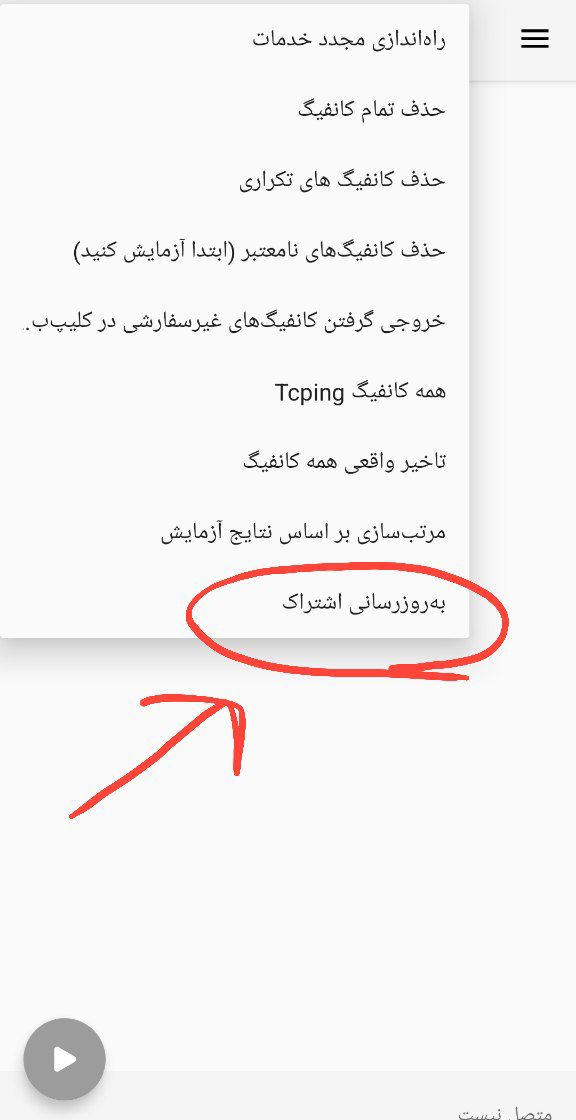 راه‌اندازی مجدد خدمات
حذف تمام کانفیگ
حذف کانفیگ های تکراری
حذف کانفیگ‌های نامعتبر (ابتدا آزمایش کنید)
خروجی گرفتن کانفیگ‌های غیرسفارشی در کلیپ‌ب..
همه کانفیگ Tcping
تاخیر واقعی همه کانفیگ
مرتب‌سازی بر اساس نتایج آزمایش
به‌روزرسانی اشتراک
متصل نیست